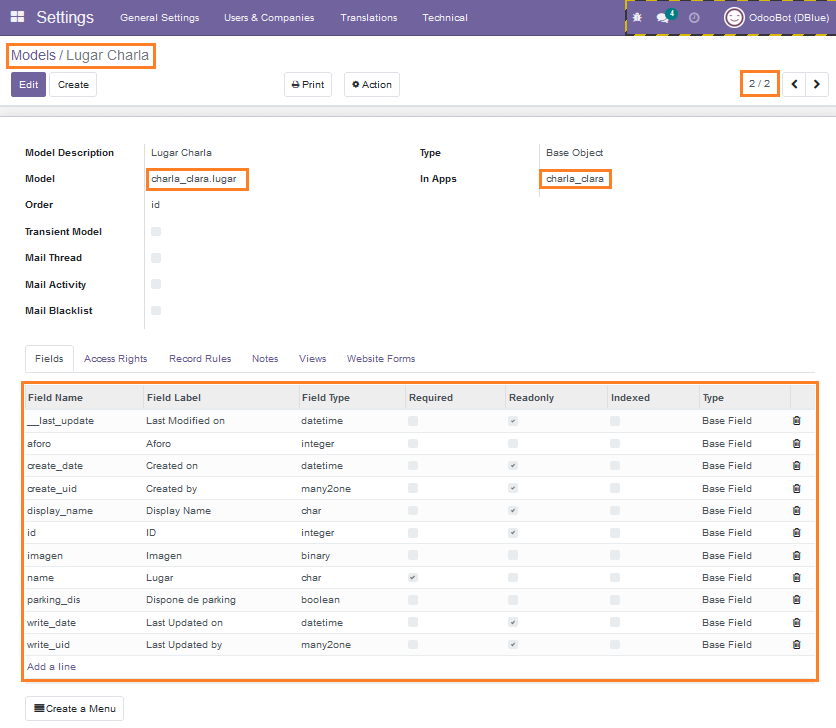 Settings General Settings Users & Companies Translations Technical 4 OdooBot (DBlue)
Models / Lugar Charla
Edit Create Print Action 2 / 2
Model Description Lugar Charla Type Base Object
Model charla_clara.lugar In Apps charla_clara
Order id
Transient Model
Mail Thread
Mail Activity
Mail Blacklist
Fields Access Rights Record Rules Notes Views Website Forms
Field Name Field Label Field Type Required Readonly Indexed Type
__last_update Last Modified on datetime Base Field
aforo Aforo integer Base Field
create_date Created on datetime Base Field
create_uid Created by many2one Base Field
display_name Display Name char Base Field
id ID integer Base Field
imagen Imagen binary Base Field
name Lugar char Base Field
parking_dis Dispone de parking boolean Base Field
write_date Last Updated on datetime Base Field
write_uid Last Updated by many2one Base Field
Add a line
Create a Menu